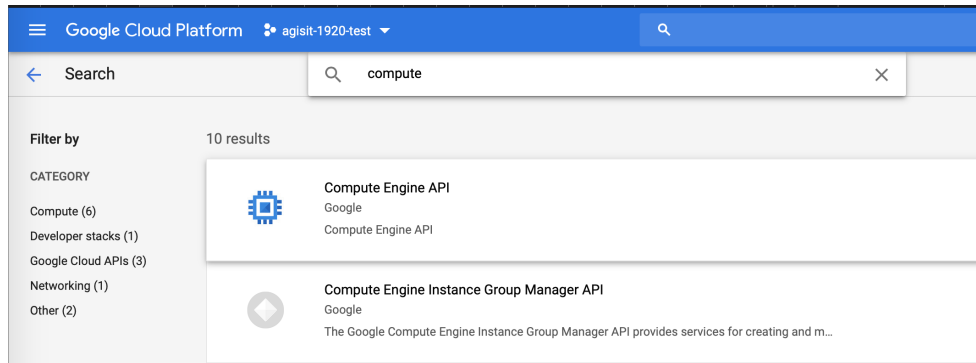 Google Cloud Platform
agisit-1920-test
Search
compute
Filter by
10 results
CATEGORY
Compute (6)
Developer stacks (1)
Google Cloud APIs (3)
Networking (1)
Other (2)
Compute Engine API
Google
Compute Engine API
Compute Engine Instance Group Manager API
Google
The Google Compute Engine Instance Group Manager API provides services for creating and m...